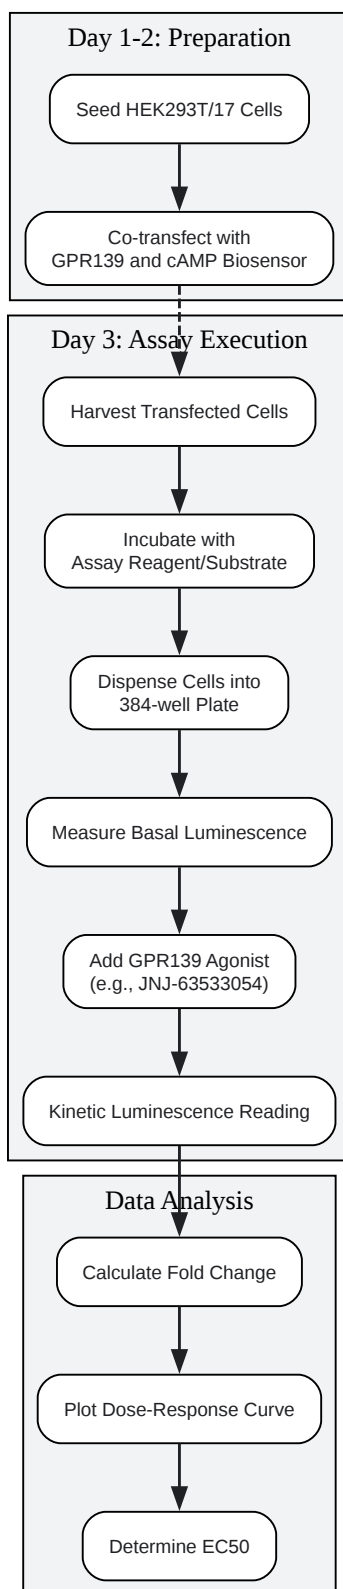 Day 1-2: Preparation
Seed HEK293T/17 Cells
Co-transfect with
GPR139 and cAMP Biosensor
Day 3: Assay Execution
Harvest Transfected Cells
Incubate with
Assay Reagent/Substrate
Dispense Cells into
384-well Plate
Measure Basal Luminescence
Add GPR139 Agonist
(e.g., JNJ-63533054)
Kinetic Luminescence Reading
Data Analysis
Calculate Fold Change
Plot Dose-Response Curve
Determine EC50